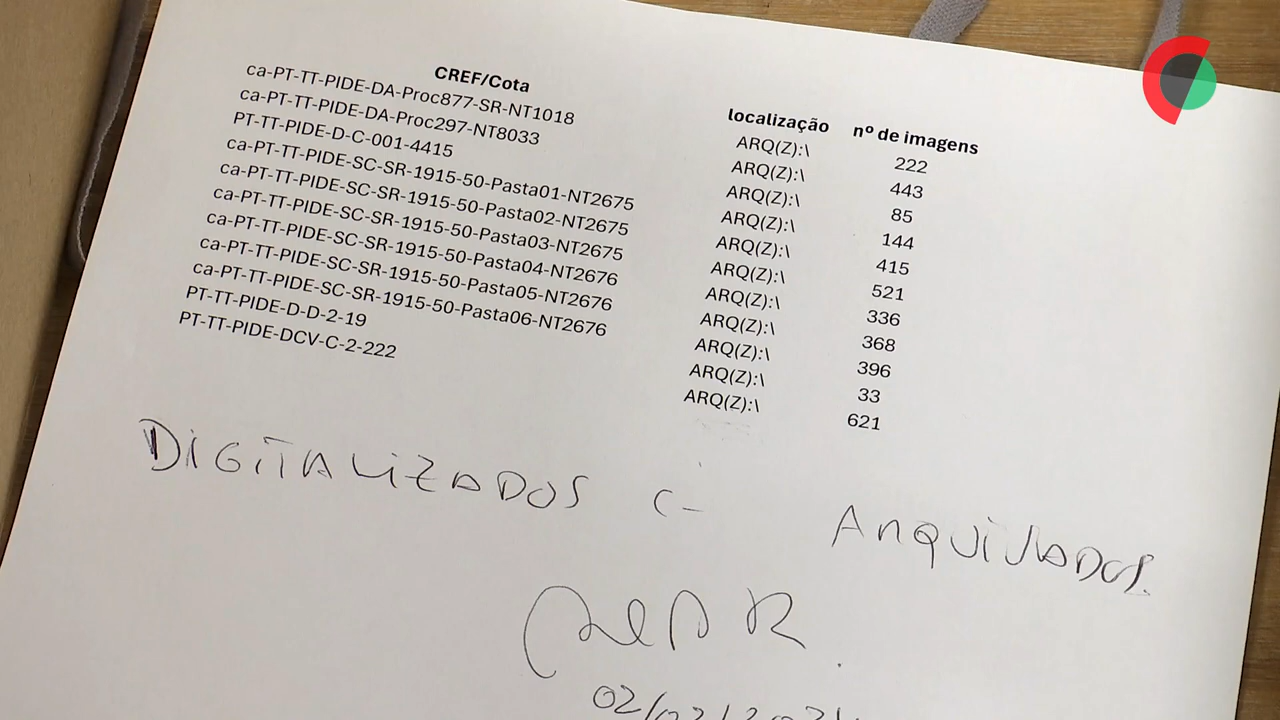 CREF/Cota localização nº de imagens
ca-PT-TT-PIDE-DA-Proc877-SR-NT1018 ARQ(Z):\ 222
ca-PT-TT-PIDE-DA-Proc297-NT8033 ARQ(Z):\ 443
PT-TT-PIDE-D-C-001-4415 ARQ(Z):\ 85
ca-PT-TT-PIDE-SC-SR-1915-50-Pasta01-NT2675 ARQ(Z):\ 144
ca-PT-TT-PIDE-SC-SR-1915-50-Pasta02-NT2675 ARQ(Z):\ 415
ca-PT-TT-PIDE-SC-SR-1915-50-Pasta03-NT2675 ARQ(Z):\ 521
ca-PT-TT-PIDE-SC-SR-1915-50-Pasta04-NT2676 ARQ(Z):\ 336
ca-PT-TT-PIDE-SC-SR-1915-50-Pasta05-NT2676 ARQ(Z):\ 368
ca-PT-TT-PIDE-SC-SR-1915-50-Pasta06-NT2676 ARQ(Z):\ 396
PT-TT-PIDE-D-D-2-19 ARQ(Z):\ 33
PT-TT-PIDE-DCV-C-2-222 ARQ(Z):\ 621
DIGITALIZADOS E ARQUIVADOS.